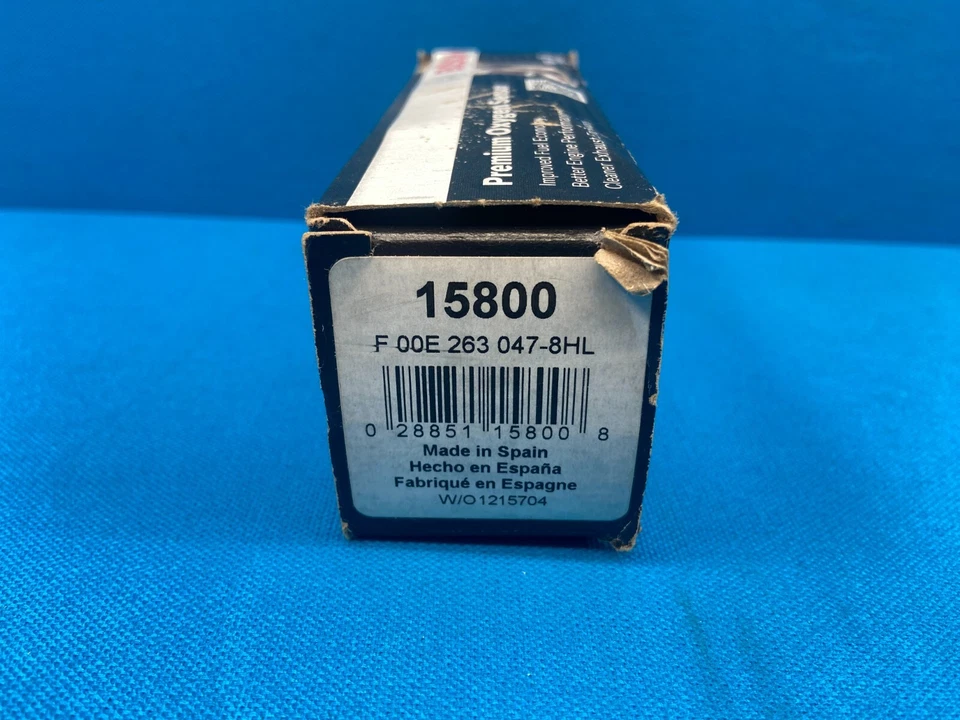 Premium Oxygen Sensor
Improved Fuel Economy
Better Engine Performance
Cleaner Exhaust
15800
F 00E 263 047-8HL
0 28851 15800 8
Made in Spain
Hecho en España
Fabriqué en Espagne
W/O1215704